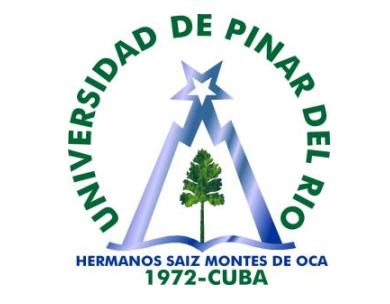 UNIVERSIDAD DE PINAR DEL RIO
HERMANOS SAIZ MONTES DE OCA
1972-CUBA